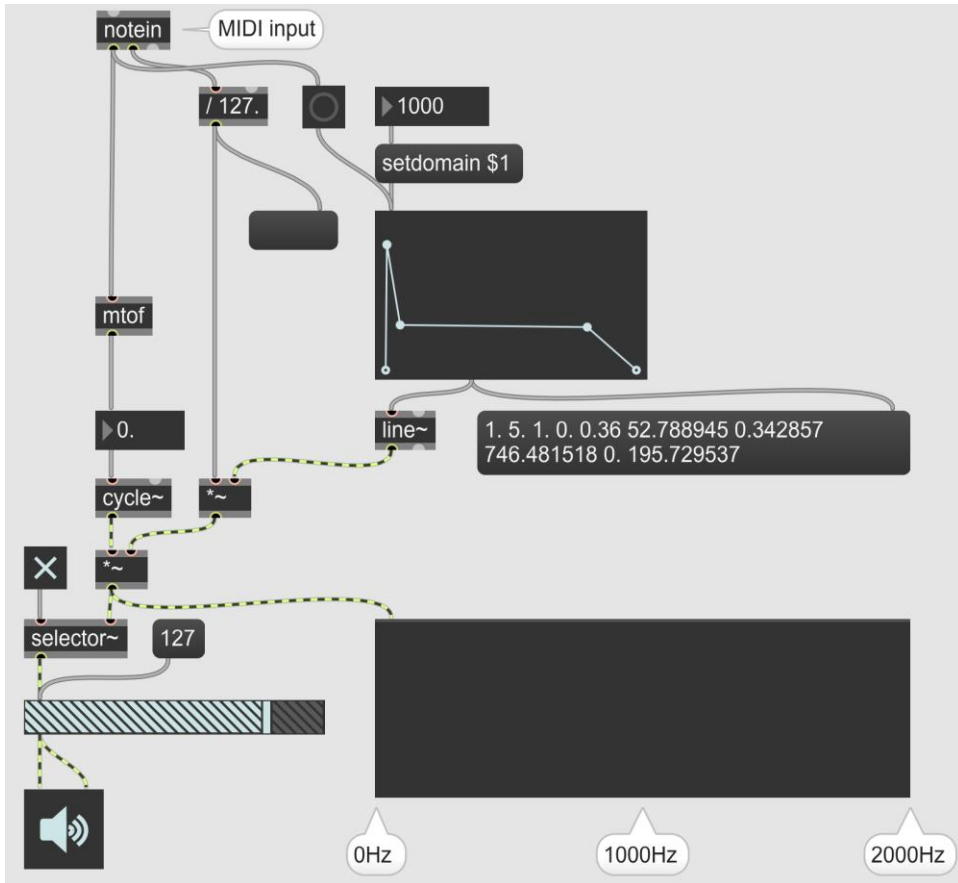 notein
MIDI input
/ 127.
1000
setdomain $1
mtof
0.
line~
1. 5. 1. 0. 0.36 52.788945 0.342857
746.481518 0. 195.729537
cycle~
*~
*~
selector~
127
0Hz
1000Hz
2000Hz